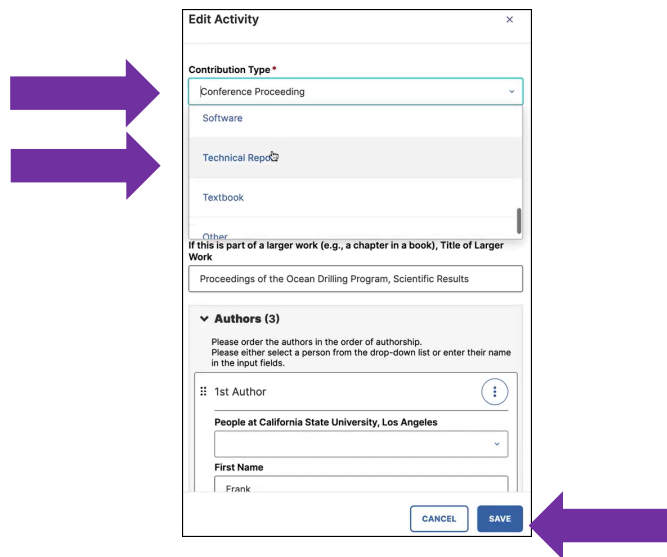 Edit Activity ×
Contribution Type *
Conference Proceeding
Software
Technical Repo
Textbook
Other
If this is part of a larger work (e.g., a chapter in a book), Title of Larger
Work
Proceedings of the Ocean Drilling Program, Scientific Results
Authors (3)
Please order the authors in the order of authorship.
Please either select a person from the drop-down list or enter their name
in the input fields.
1st Author
People at California State University, Los Angeles
First Name
Frank
CANCEL SAVE